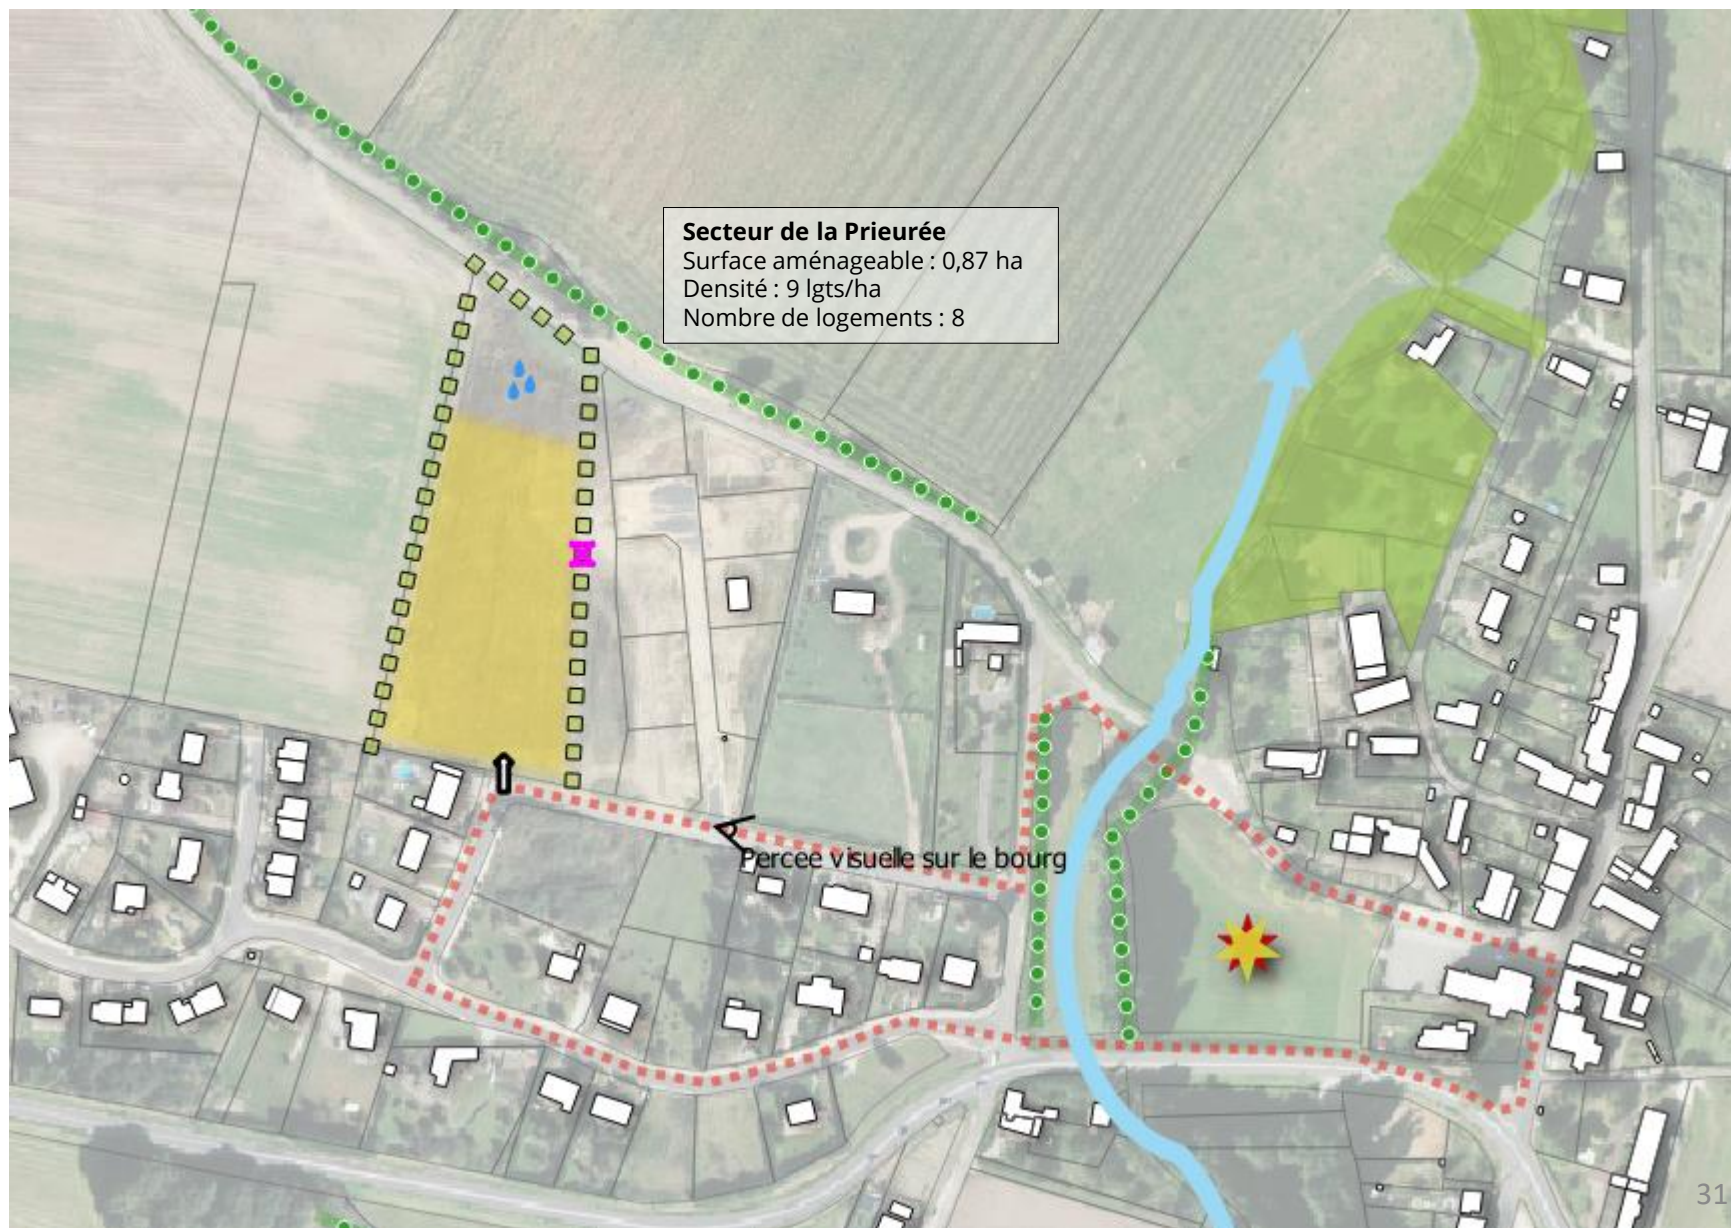 Secteur de la Prieurée
Surface aménageable : 0,87 ha
Densité : 9 lgts/ha
Nombre de logements : 8
Percee visuelle sur le bourg
31